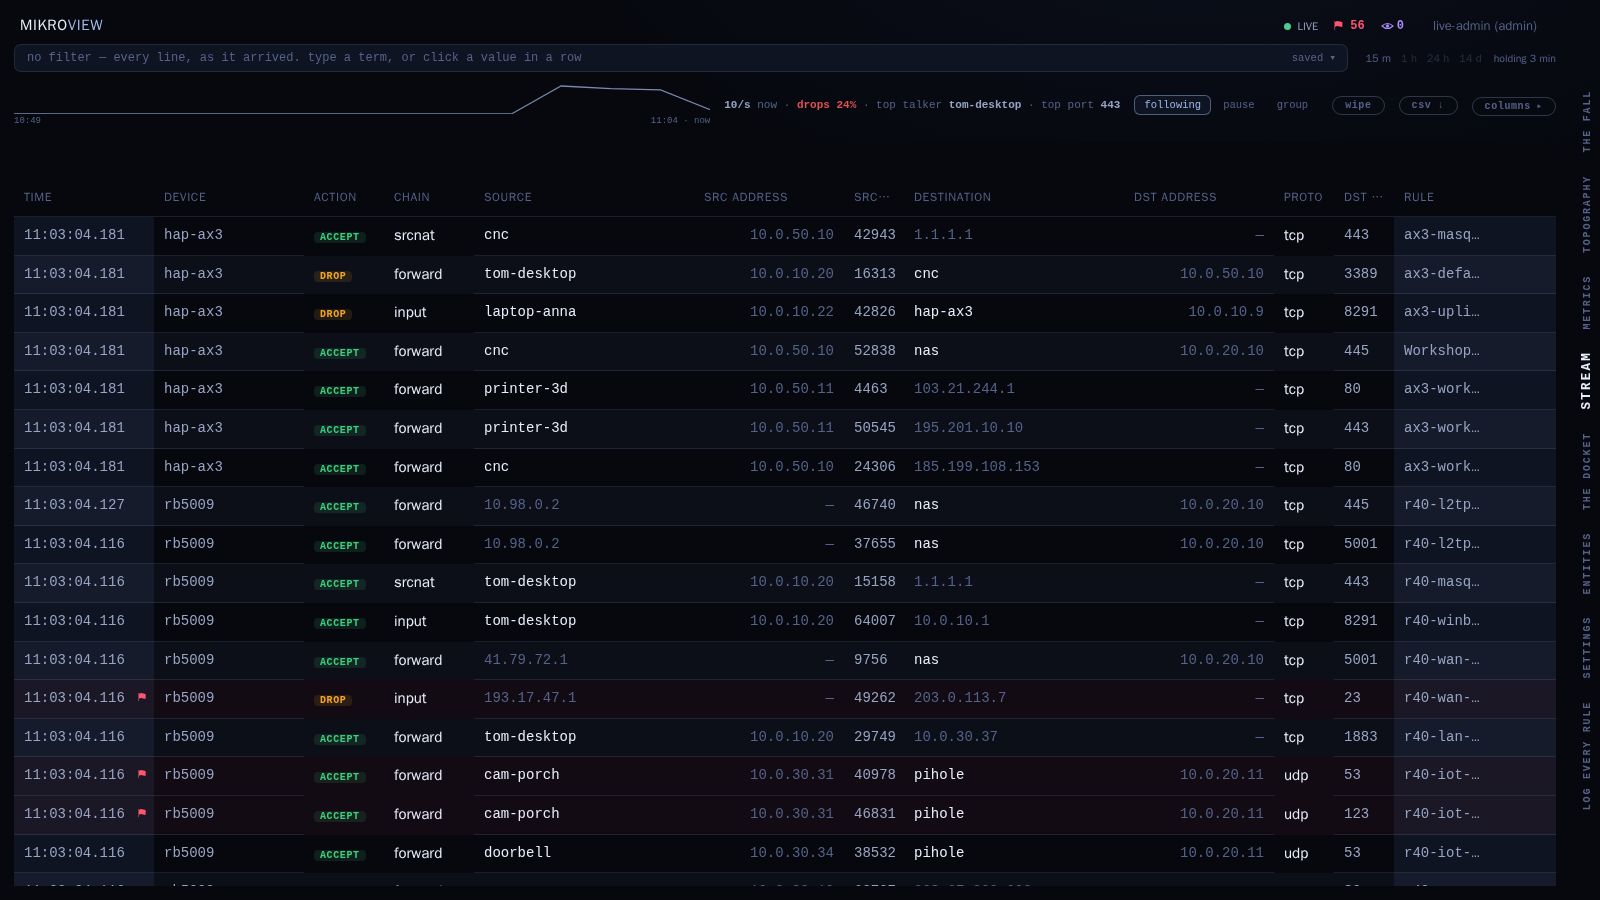 MIKROVIEW
LIVE 56 0 live-admin (admin)
no filter — every line, as it arrived. type a term, or click a value in a row saved ▾ 15 m 1 h 24 h 14 d holding 3 min
10/s now · drops 24% · top talker tom-desktop · top port 443 following pause group wipe csv ↓ columns ▸
10:49 11:04 · now
TIME DEVICE ACTION CHAIN SOURCE SRC ADDRESS SRC··· DESTINATION DST ADDRESS PROTO DST ··· RULE
11:03:04.181 hap-ax3 ACCEPT srcnat cnc 10.0.50.10 42943 1.1.1.1 — tcp 443 ax3-masq…
11:03:04.181 hap-ax3 DROP forward tom-desktop 10.0.10.20 16313 cnc 10.0.50.10 tcp 3389 ax3-defa…
11:03:04.181 hap-ax3 DROP input laptop-anna 10.0.10.22 42826 hap-ax3 10.0.10.9 tcp 8291 ax3-upli…
11:03:04.181 hap-ax3 ACCEPT forward cnc 10.0.50.10 52838 nas 10.0.20.10 tcp 445 Workshop…
11:03:04.181 hap-ax3 ACCEPT forward printer-3d 10.0.50.11 4463 103.21.244.1 — tcp 80 ax3-work…
11:03:04.181 hap-ax3 ACCEPT forward printer-3d 10.0.50.11 50545 195.201.10.10 — tcp 443 ax3-work…
11:03:04.181 hap-ax3 ACCEPT forward cnc 10.0.50.10 24306 185.199.108.153 — tcp 80 ax3-work…
11:03:04.127 rb5009 ACCEPT forward 10.98.0.2 — 46740 nas 10.0.20.10 tcp 445 r40-l2tp…
11:03:04.116 rb5009 ACCEPT forward 10.98.0.2 — 37655 nas 10.0.20.10 tcp 5001 r40-l2tp…
11:03:04.116 rb5009 ACCEPT srcnat tom-desktop 10.0.10.20 15158 1.1.1.1 — tcp 443 r40-masq…
11:03:04.116 rb5009 ACCEPT input tom-desktop 10.0.10.20 64007 10.0.10.1 — tcp 8291 r40-winb…
11:03:04.116 rb5009 ACCEPT forward 41.79.72.1 — 9756 nas 10.0.20.10 tcp 5001 r40-wan-…
11:03:04.116 rb5009 DROP input 193.17.47.1 — 49262 203.0.113.7 — tcp 23 r40-wan-…
11:03:04.116 rb5009 ACCEPT forward tom-desktop 10.0.10.20 29749 10.0.30.37 — tcp 1883 r40-lan-…
11:03:04.116 rb5009 ACCEPT forward cam-porch 10.0.30.31 40978 pihole 10.0.20.11 udp 53 r40-iot-…
11:03:04.116 rb5009 ACCEPT forward cam-porch 10.0.30.31 46831 pihole 10.0.20.11 udp 123 r40-iot-…
11:03:04.116 rb5009 ACCEPT forward doorbell 10.0.30.34 38532 pihole 10.0.20.11 udp 53 r40-iot-…
THE FALL
TOPOGRAPHY
METRICS
STREAM
THE DOCKET
ENTITIES
SETTINGS
LOG EVERY RULE